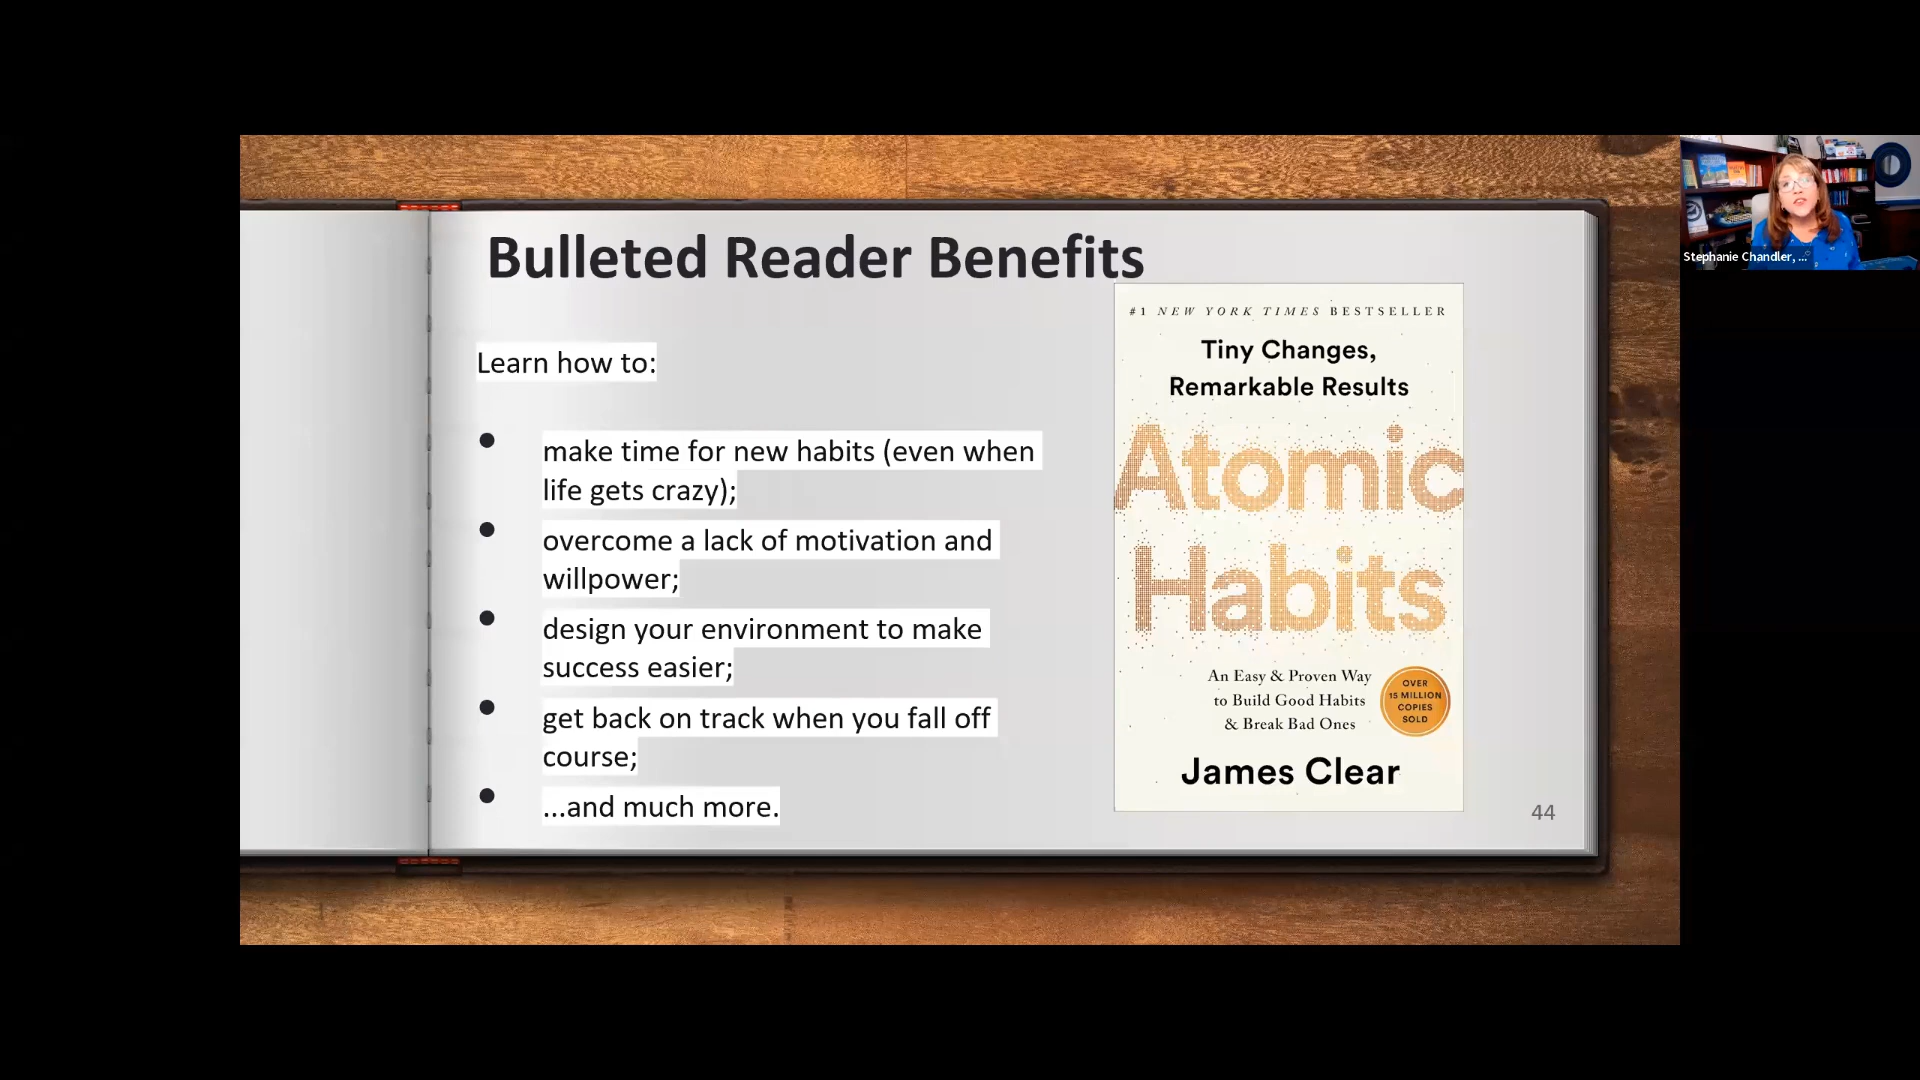 Bulleted Reader Benefits
Learn how to:
● make time for new habits (even when
life gets crazy);
● overcome a lack of motivation and
willpower;
● design your environment to make
success easier;
● get back on track when you fall off
course;
● ...and much more.
#1 NEW YORK TIMES BESTSELLER
Tiny Changes,
Remarkable Results
Atomic
Habits
An Easy & Proven Way
to Build Good Habits
& Break Bad Ones
OVER
15 MILLION
COPIES
SOLD
James Clear
44
Stephanie Chandler, ...